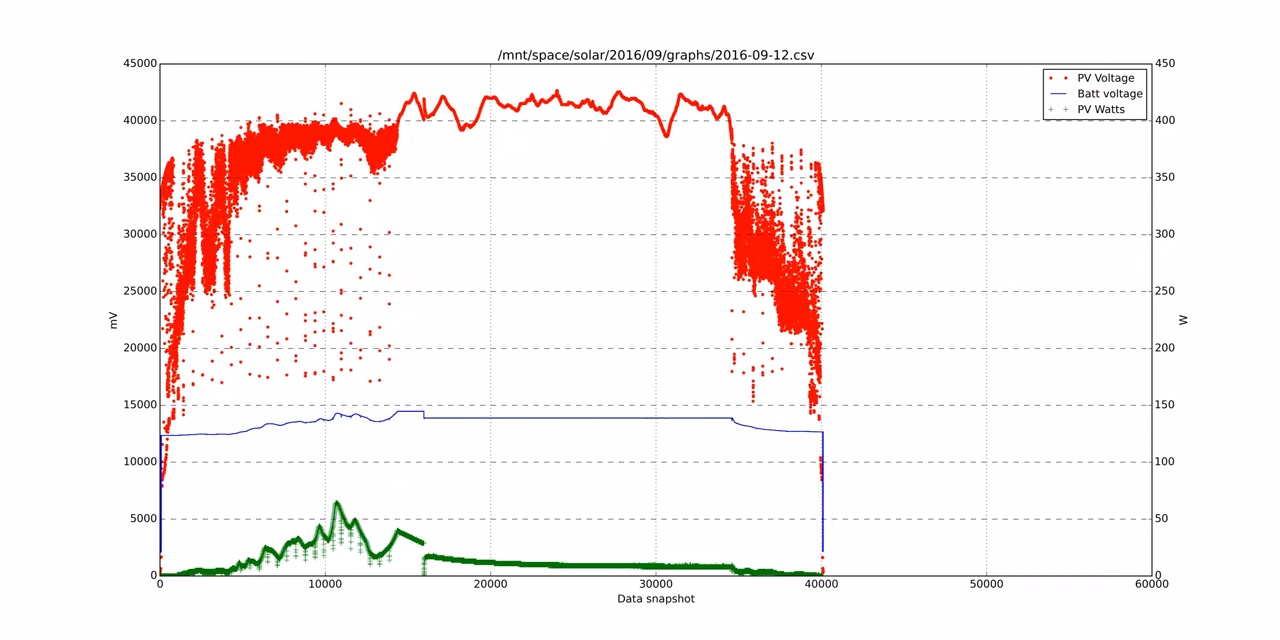 /mnt/space/solar/2016/09/graphs/2016-09-12.csv
45000
40000
35000
30000
25000
20000
15000
10000
5000
0
mV
450
400
350
300
250
200
150
100
50
0
W
PV Voltage
Batt voltage
PV Watts
0 10000 20000 30000 40000 50000 60000
Data snapshot